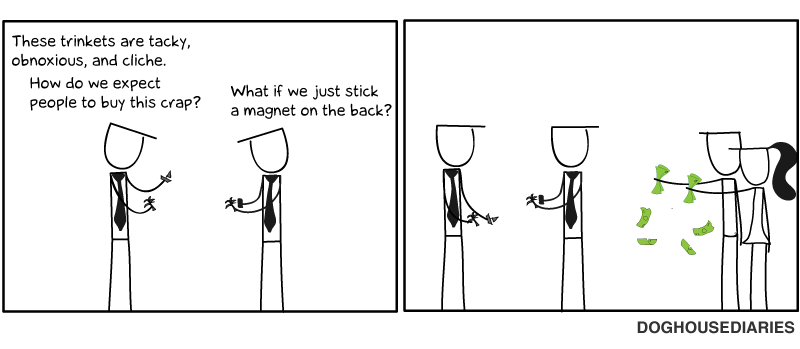 These trinkets are tacky,
obnoxious, and cliche.
How do we expect
people to buy this crap?
What if we just stick
a magnet on the back?
DOGHOUSEDIARIES